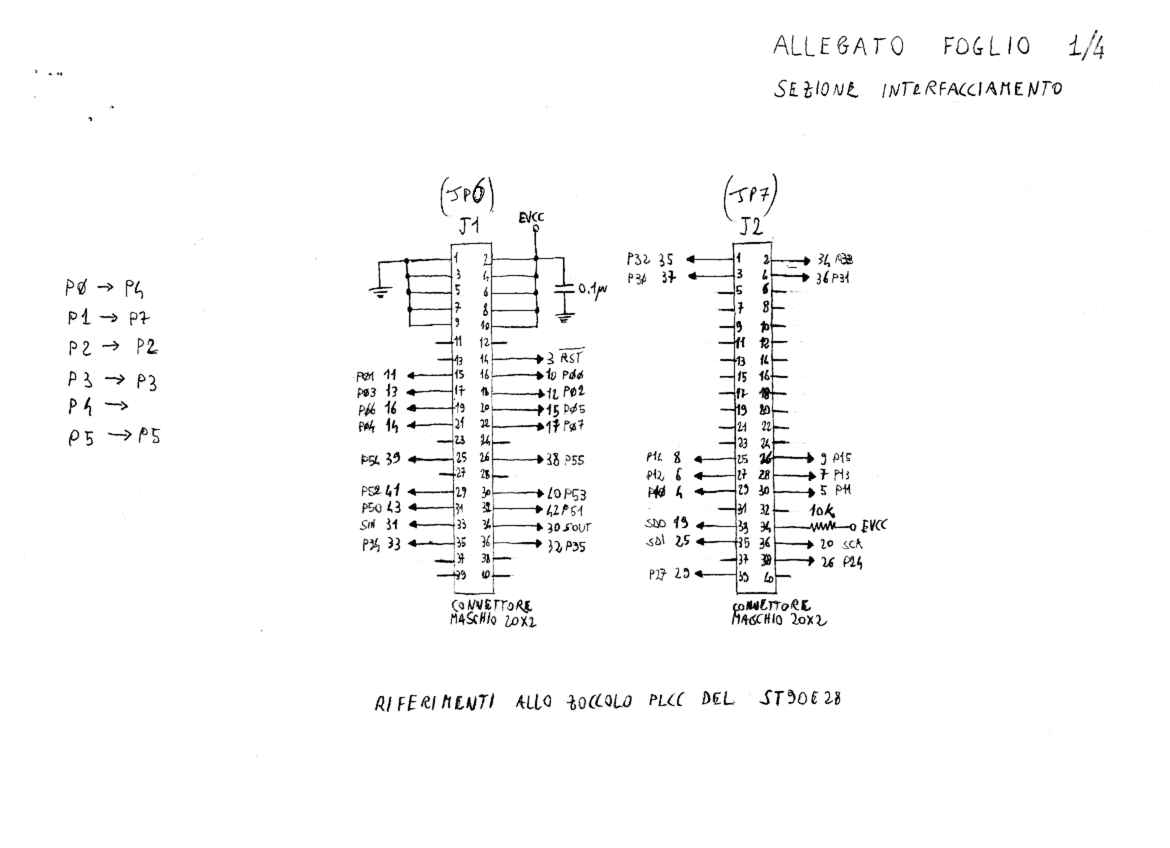 ALLEGATO FOGLIO 1/4
SEZIONE INTERFACCIAMENTO
PØ → P4
P1 → P7
P2 → P2
P3 → P3
P4 →
P5 → P5
(JP6)
J1
EVCC
1 2
3 4
5 6 0.1µ
7 8
9 10
11 12
13 14 3 RST
PØ1 11 15 16 10 PØØ
PØ3 13 17 18 12 PØ2
PØ6 16 19 20 15 PØ5
PØ4 14 21 22 17 PØ7
23 24
P54 39 25 26 38 P55
27 28
P52 41 29 30 40 P53
P50 43 31 32 42 P51
SIN 31 33 34 30 SOUT
P34 33 35 36 32 P35
37 38
39 40
CONNETTORE
MASCHIO 20X2
(JP7)
J2
P32 35 1 2 34 P33
P30 37 3 4 36 P31
5 6
7 8
9 10
11 12
13 14
15 16
17 18
19 20
21 22
23 24
P14 8 25 26 9 P15
P12 6 27 28 7 P13
P10 4 29 30 5 P11
31 32 10K
SDO 19 33 34 EVCC
SDI 25 35 36 20 SCK
37 38 26 P24
P27 29 39 40
CONNETTORE
MASCHIO 20X2
RIFERIMENTI ALLO ZOCCOLO PLCC DEL ST90E28